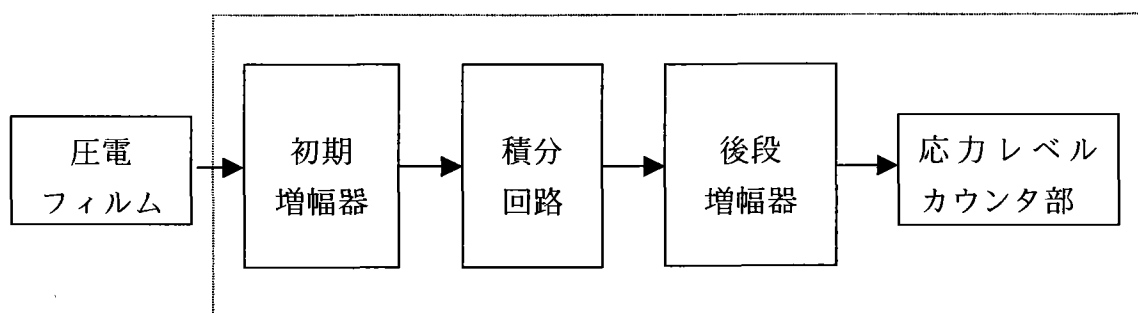 圧電
フィルム
初期
増幅器
積分
回路
後段
増幅器
応力レベル
カウンタ部